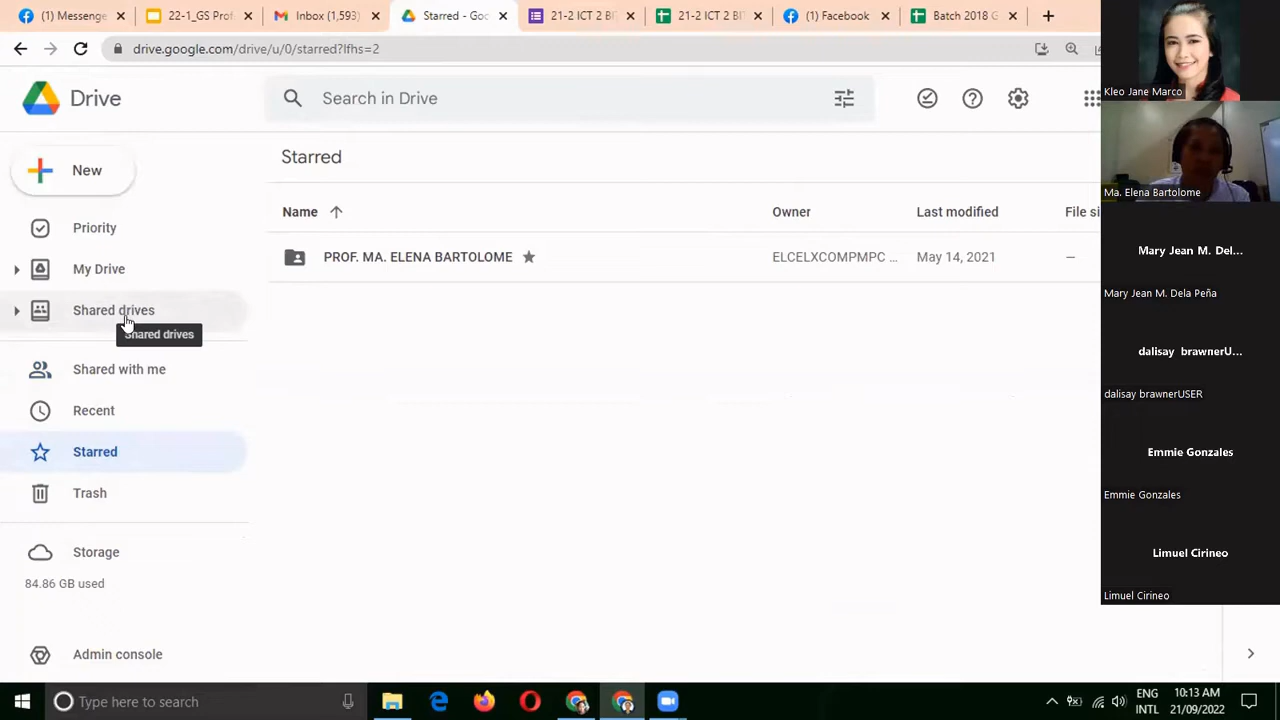 (1) Messenge
22-1_GS Prof.
Inbox (1,593)
Starred - Goo
21-2 ICT 2 BI
21-2 ICT 2 BI
(1) Facebook
Batch 2018 G
drive.google.com/drive/u/0/starred?lfhs=2
Drive
Search in Drive
New
Priority
My Drive
Shared drives
Shared drives
Shared with me
Recent
Starred
Trash
Storage
84.86 GB used
Admin console
Starred
Name
Owner
Last modified
File si
PROF. MA. ELENA BARTOLOME
ELCELXCOMPMPC ...
May 14, 2021
—
Kleo Jane Marco
Ma. Elena Bartolome
Mary Jean M. Del...
Mary Jean M. Dela Peña
dalisay brawnerU...
dalisay brawnerUSER
Emmie Gonzales
Emmie Gonzales
Limuel Cirineo
Limuel Cirineo
Type here to search
ENG
INTL
10:13 AM
21/09/2022